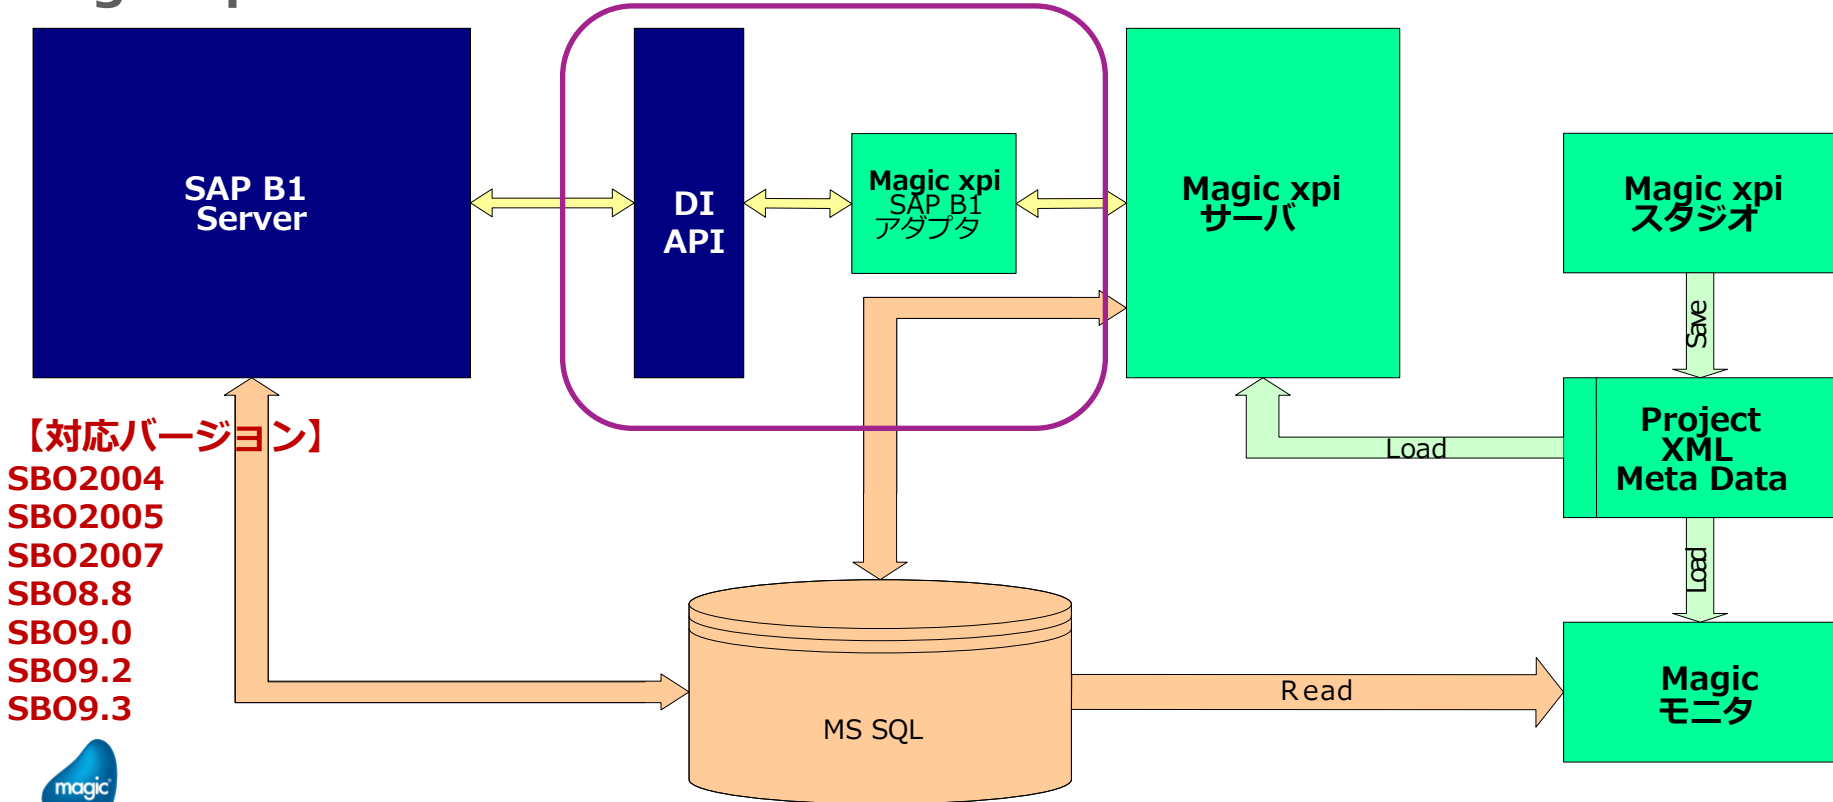 SAP B1
Server
DI
API
Magic xpi
SAP B1
アダプタ
Magic xpi
サーバ
Magic xpi
スタジオ
Save
Project
XML
Meta Data
Load
Load
【対応バージョン】
SBO2004
SBO2005
SBO2007
SBO8.8
SBO9.0
SBO9.2
SBO9.3
MS SQL
Read
Magic
モニタ
magic